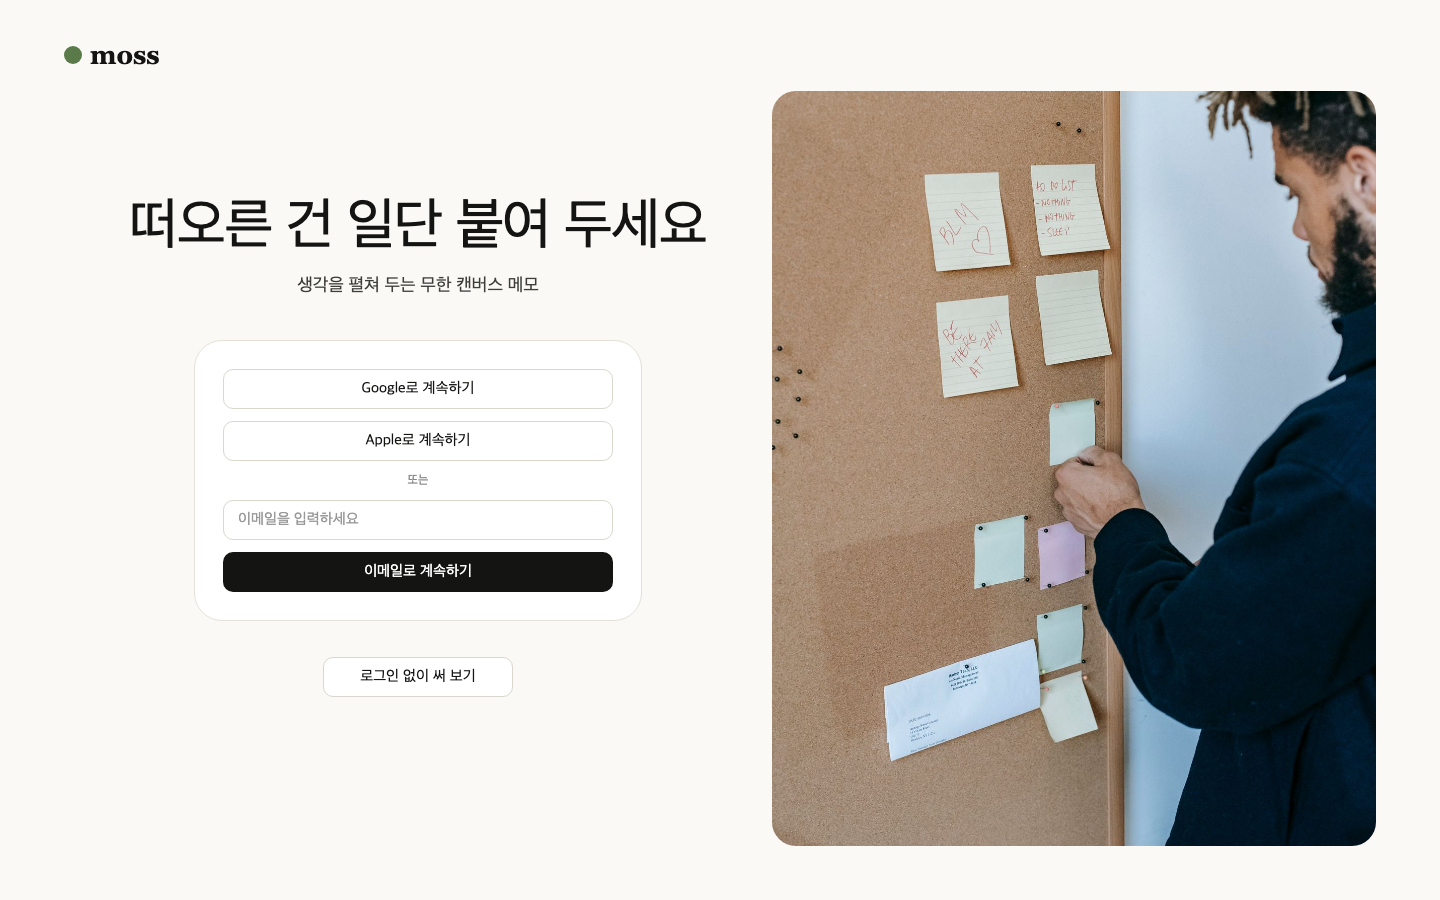 moss
떠오른 건 일단 붙여 두세요
생각을 펼쳐 두는 무한 캔버스 메모
Google로 계속하기
Apple로 계속하기
또는
이메일을 입력하세요
이메일로 계속하기
로그인 없이 써 보기
BLM
TO DO LIST
- NOTHING
- NOTHING
- SLEEP
BE
THERE
AT 7AM